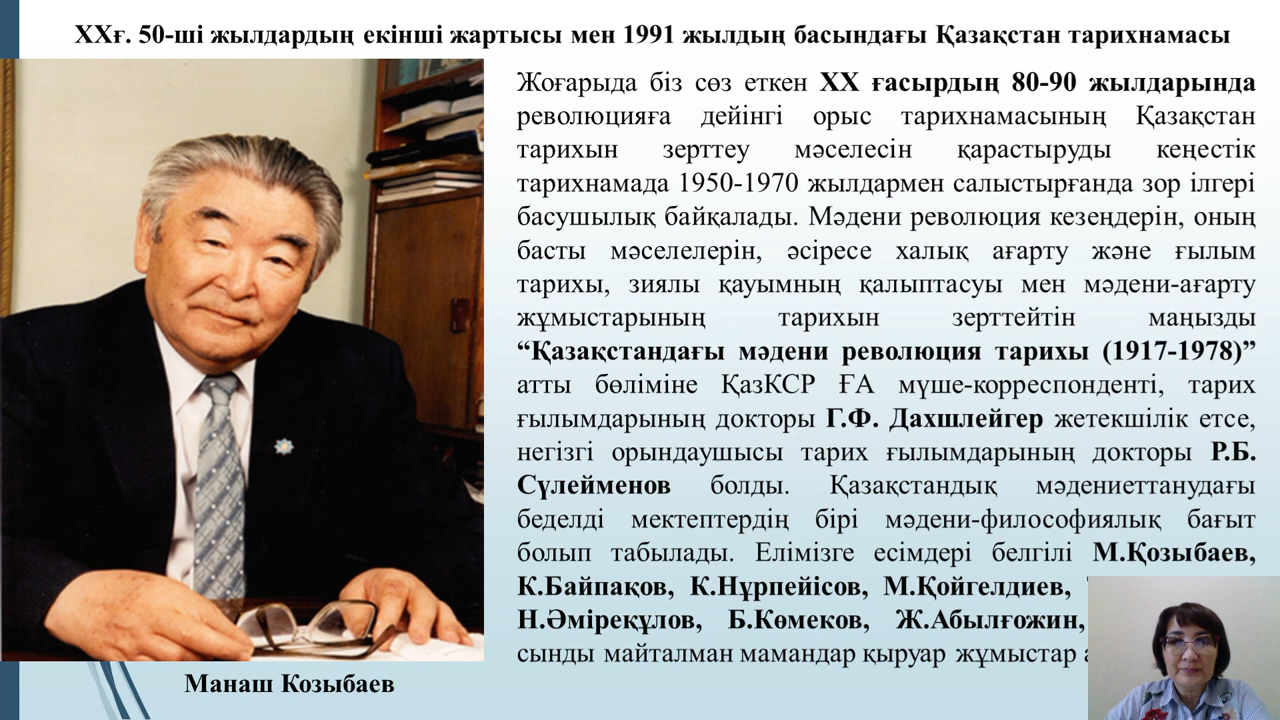 ХХғ. 50-ші жылдардың екінші жартысы мен 1991 жылдың басындағы Қазақстан тарихнамасы
Жоғарыда біз сөз еткен ХХ ғасырдың 80-90 жылдарында
революцияға дейінгі орыс тарихнамасының Қазақстан
тарихын зерттеу мәселесін қарастыруды кеңестік
тарихнамада 1950-1970 жылдармен салыстырғанда зор ілгері
басушылық байқалады. Мәдени революция кезеңдерін, оның
басты мәселелерін, әсіресе халық ағарту және ғылым
тарихы, зиялы қауымның қалыптасуы мен мәдени-ағарту
жұмыстарының тарихын зерттейтін маңызды
“Қазақстандағы мәдени революция тарихы (1917-1978)”
атты бөліміне ҚазКСР ҒА мүше-корреспонденті, тарих
ғылымдарының докторы Г.Ф. Дахшлейгер жетекшілік етсе,
негізгі орындаушысы тарих ғылымдарының докторы Р.Б.
Сүлейменов болды. Қазақстандық мәдениеттанудағы
беделді мектептердің бірі мәдени-философиялық бағыт
болып табылады. Елімізге есімдері белгілі М.Қозыбаев,
К.Байпақов, К.Нұрпейісов, М.Қойгелдиев,
Н.Әміреқұлов, Б.Көмеков, Ж.Абылғожин,
сынды майталман мамандар қыруар жұмыстар
Манаш Козыбаев